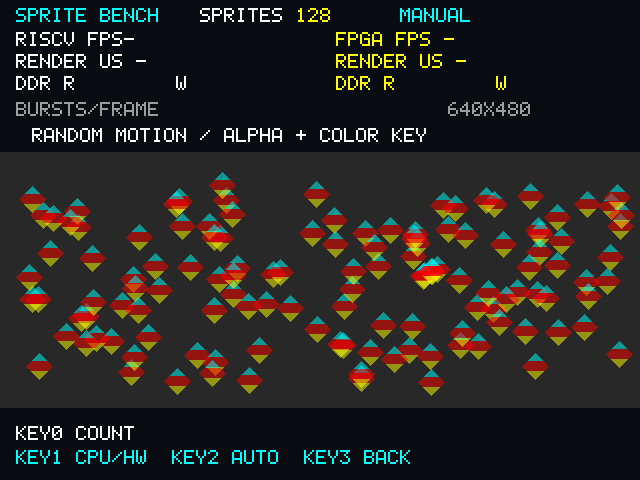 SPRITE BENCH SPRITES 128 MANUAL
RISCV FPS- FPGA FPS -
RENDER US - RENDER US -
DDR R W DDR R W
BURSTS/FRAME 640X480
RANDOM MOTION / ALPHA + COLOR KEY
KEY0 COUNT
KEY1 CPU/HW KEY2 AUTO KEY3 BACK